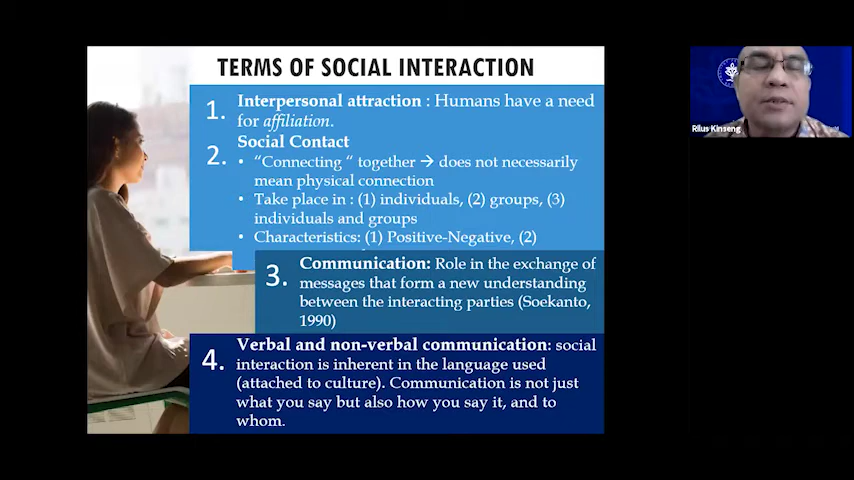 TERMS OF SOCIAL INTERACTION
1. Interpersonal attraction : Humans have a need
for affiliation.
2. Social Contact
• “Connecting “ together → does not necessarily
mean physical connection
• Take place in : (1) individuals, (2) groups, (3)
individuals and groups
• Characteristics: (1) Positive-Negative, (2)
3. Communication: Role in the exchange of
messages that form a new understanding
between the interacting parties (Soekanto,
1990)
4. Verbal and non-verbal communication: social
interaction is inherent in the language used
(attached to culture). Communication is not just
what you say but also how you say it, and to
whom.
Rilus Kinseng